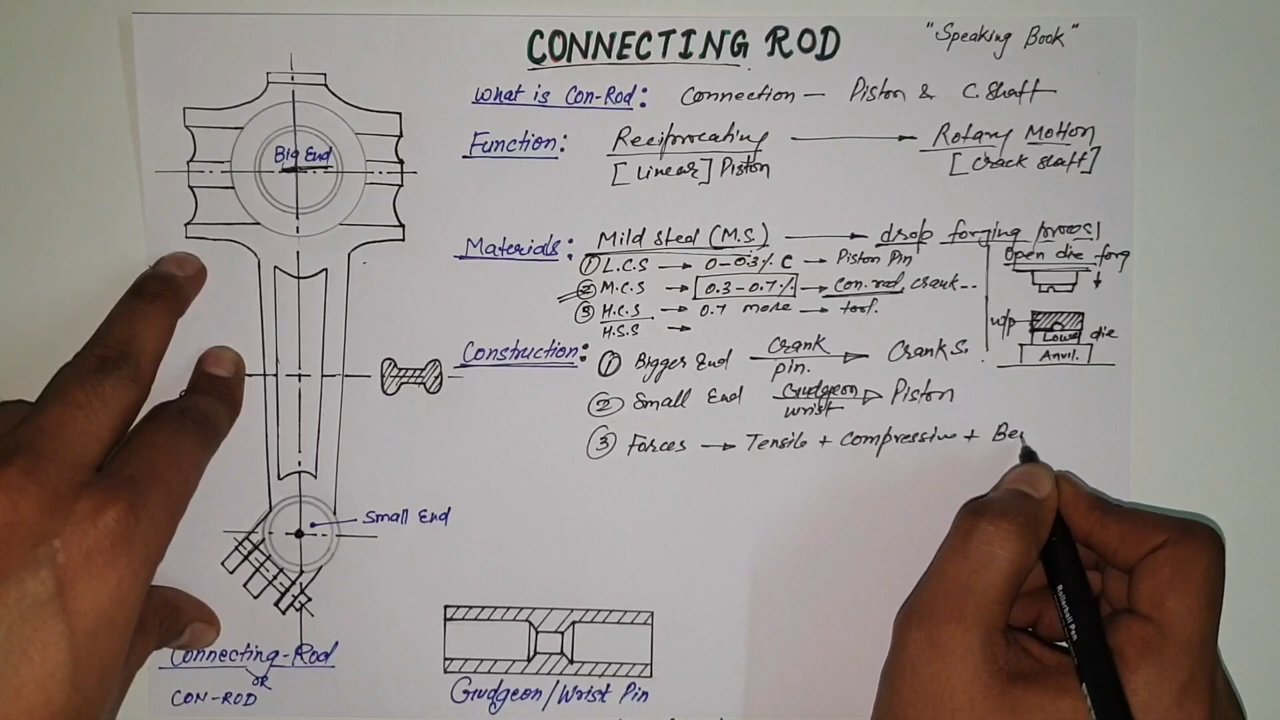 CONNECTING ROD
"Speaking Book"
What is Con-Rod: Connection — Piston & C.Shaft
Function: Reciprocating → Rotary Motion
[Linear] Piston [Crack shaft]
Materials: Mild Steel (M.S.) → drop forging process
① L.C.S → 0-0.3% C → Piston Pin
② M.C.S → 0.3-0.7% → con.rod, crank--
③ H.C.S → 0.7 more → tool.
H.S.S →
Open die forg
w/p
Lower die
Anvil.
Construction: ① Bigger End Crank pin. Crank S.
② Small End Gudgeon wrist Piston
③ Forces → Tensile + Compressive + Be
Big End
Small End
Connecting-Rod
OR
CON-ROD
Gudgeon/Wrist Pin
Rollerball Pen